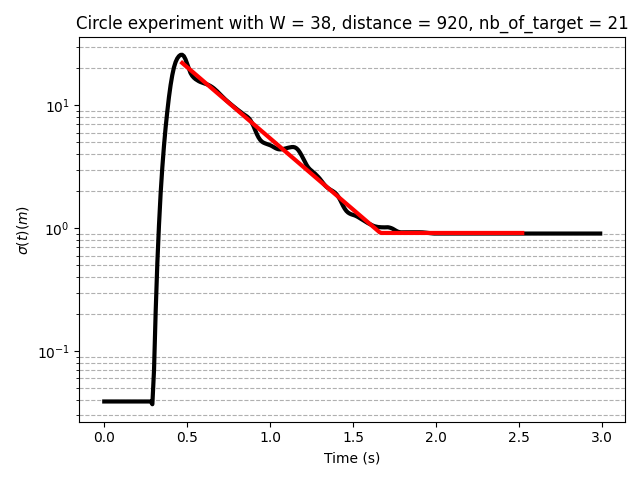 Circle experiment with W = 38, distance = 920, nb_of_target = 21
σ(t)(m)
10¹
10⁰
10⁻¹
0.0 0.5 1.0 1.5 2.0 2.5 3.0
Time (s)